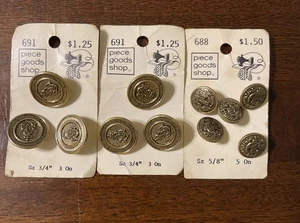 691
$1.25
piece
goods
shop
Sz 3/4" 3 On
691
$1.25
piece
goods
shop
Sz 3/4" 3 On
688
$1.50
piece
goods
shop
Sz 5/8" 5 On